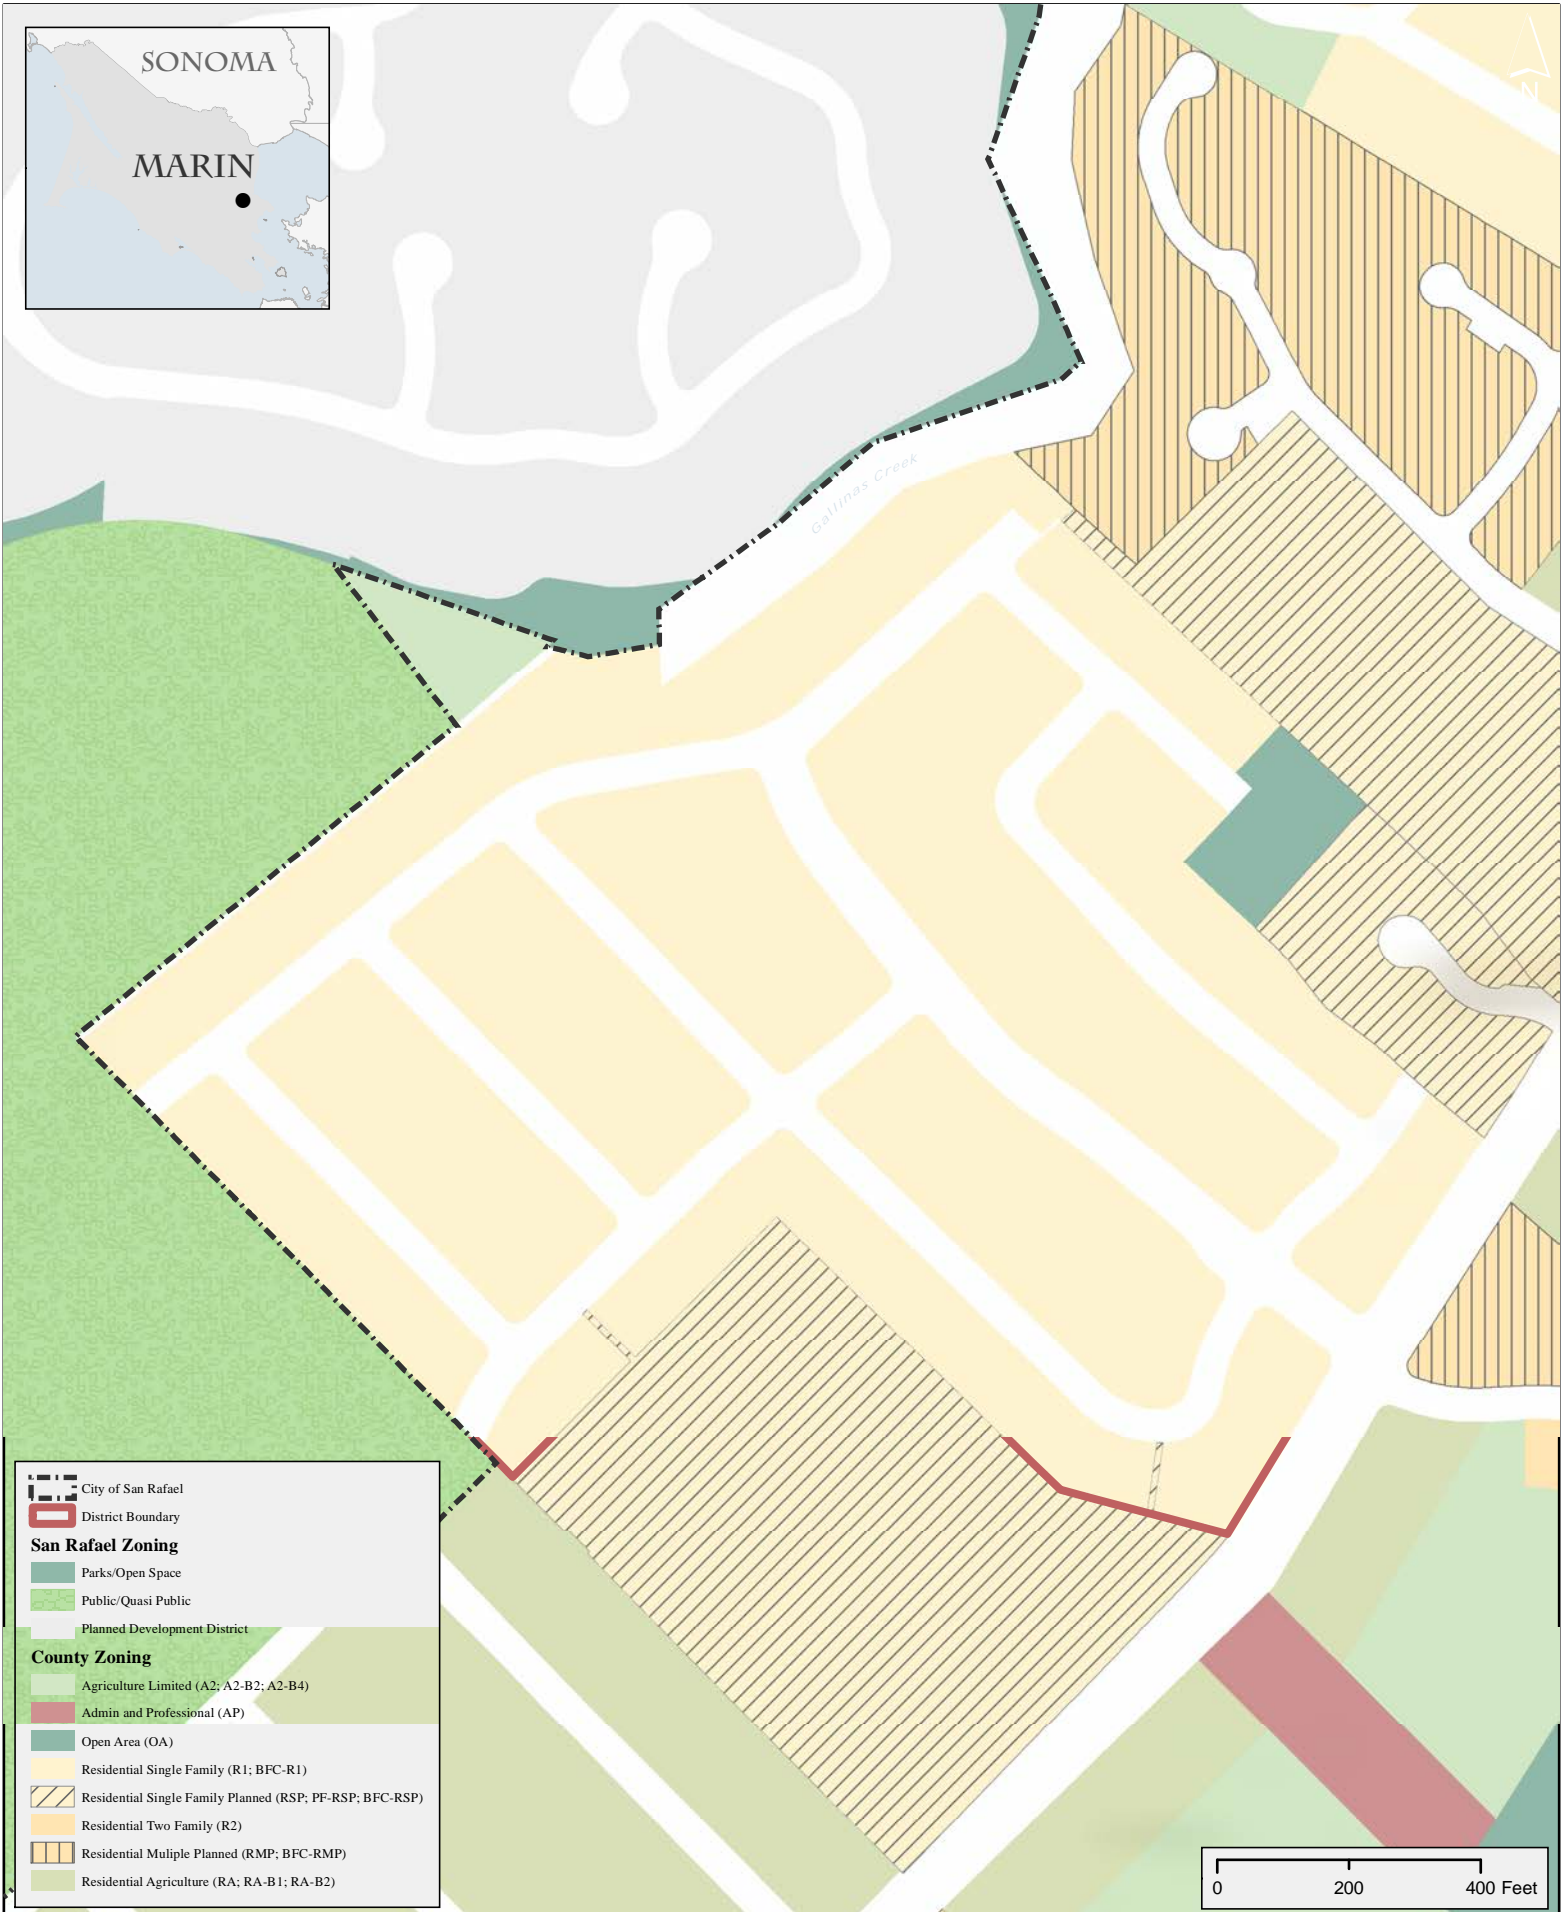 SONOMA
MARIN
N
Gallinas Creek
City of San Rafael
District Boundary
San Rafael Zoning
Parks/Open Space
Public/Quasi Public
Planned Development District
County Zoning
Agriculture Limited (A2; A2-B2; A2-B4)
Admin and Professional (AP)
Open Area (OA)
Residential Single Family (R1; BFC-R1)
Residential Single Family Planned (RSP; PF-RSP; BFC-RSP)
Residential Two Family (R2)
Residential Muliple Planned (RMP; BFC-RMP)
Residential Agriculture (RA; RA-B1; RA-B2)
0 200 400 Feet